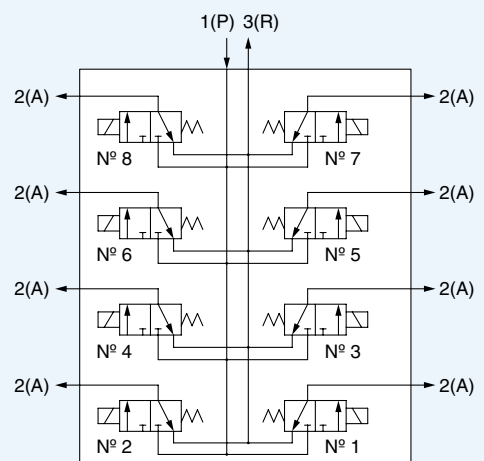 1(P) 3(R)
2(A) 2(A)
Nº 8 Nº 7
2(A) 2(A)
Nº 6 Nº 5
2(A) 2(A)
Nº 4 Nº 3
2(A) 2(A)
Nº 2 Nº 1